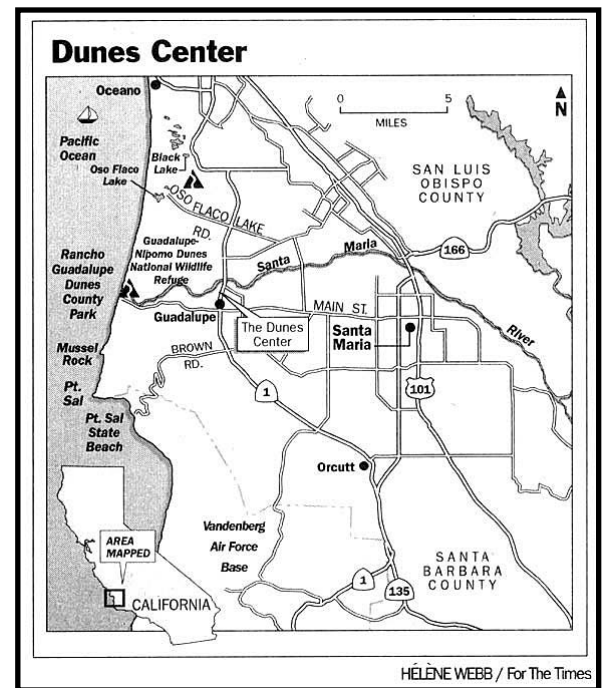 Dunes Center
Oceano
0 5
MILES
N
Pacific
Ocean
Black
Lake
Oso Flaco
Lake
OSO FLACO LAKE
RD.
SAN LUIS
OBISPO
COUNTY
166
Guadalupe-
Nipomo Dunes
National Wildlife
Refuge
Santa Maria River
Rancho
Guadalupe
Dunes
County
Park
MAIN ST.
Guadalupe
The Dunes
Center
Santa
Maria
Mussel
Rock
BROWN
RD.
Pt.
Sal
1
101
Pt. Sal
State
Beach
Orcutt
AREA
MAPPED
CALIFORNIA
Vandenberg
Air Force
Base
SANTA
BARBARA
COUNTY
1
135
HÉLÈNE WEBB / For The Times